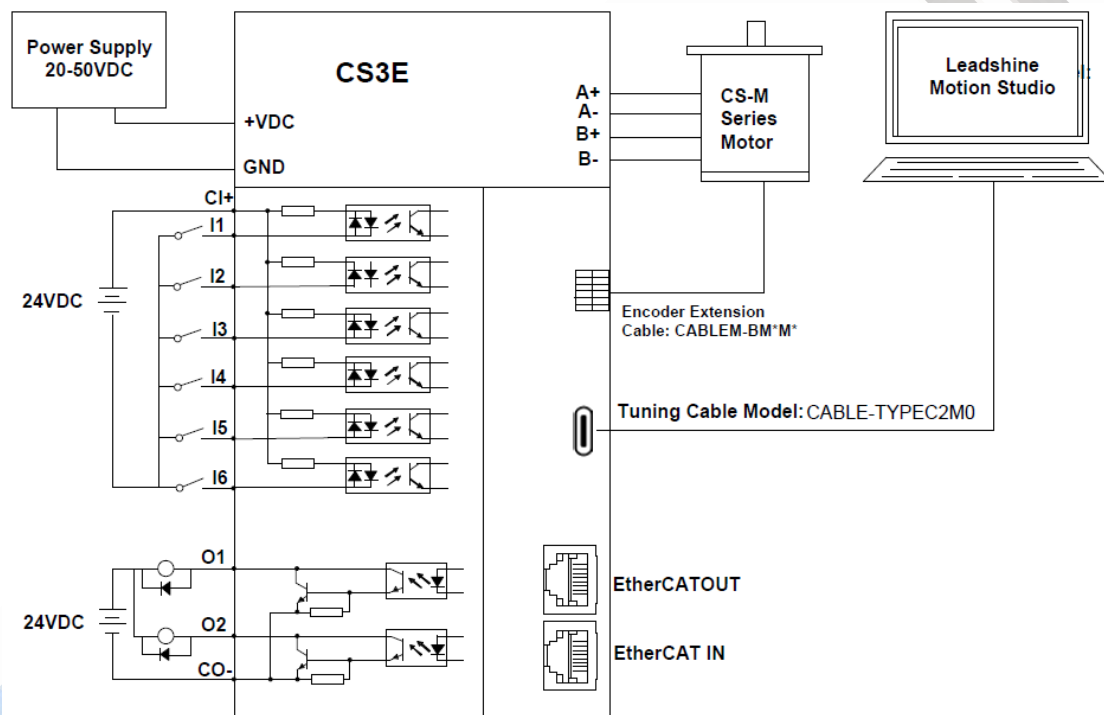 Power Supply
20-50VDC
CS3E
+VDC
GND
A+
A-
B+
B-
CS-M
Series
Motor
Leadshine
Motion Studio
CI+
I1
I2
I3
I4
I5
I6
24VDC
Encoder Extension
Cable: CABLEM-BM*M*
Tuning Cable Model: CABLE-TYPEC2M0
O1
O2
CO-
24VDC
EtherCATOUT
EtherCAT IN